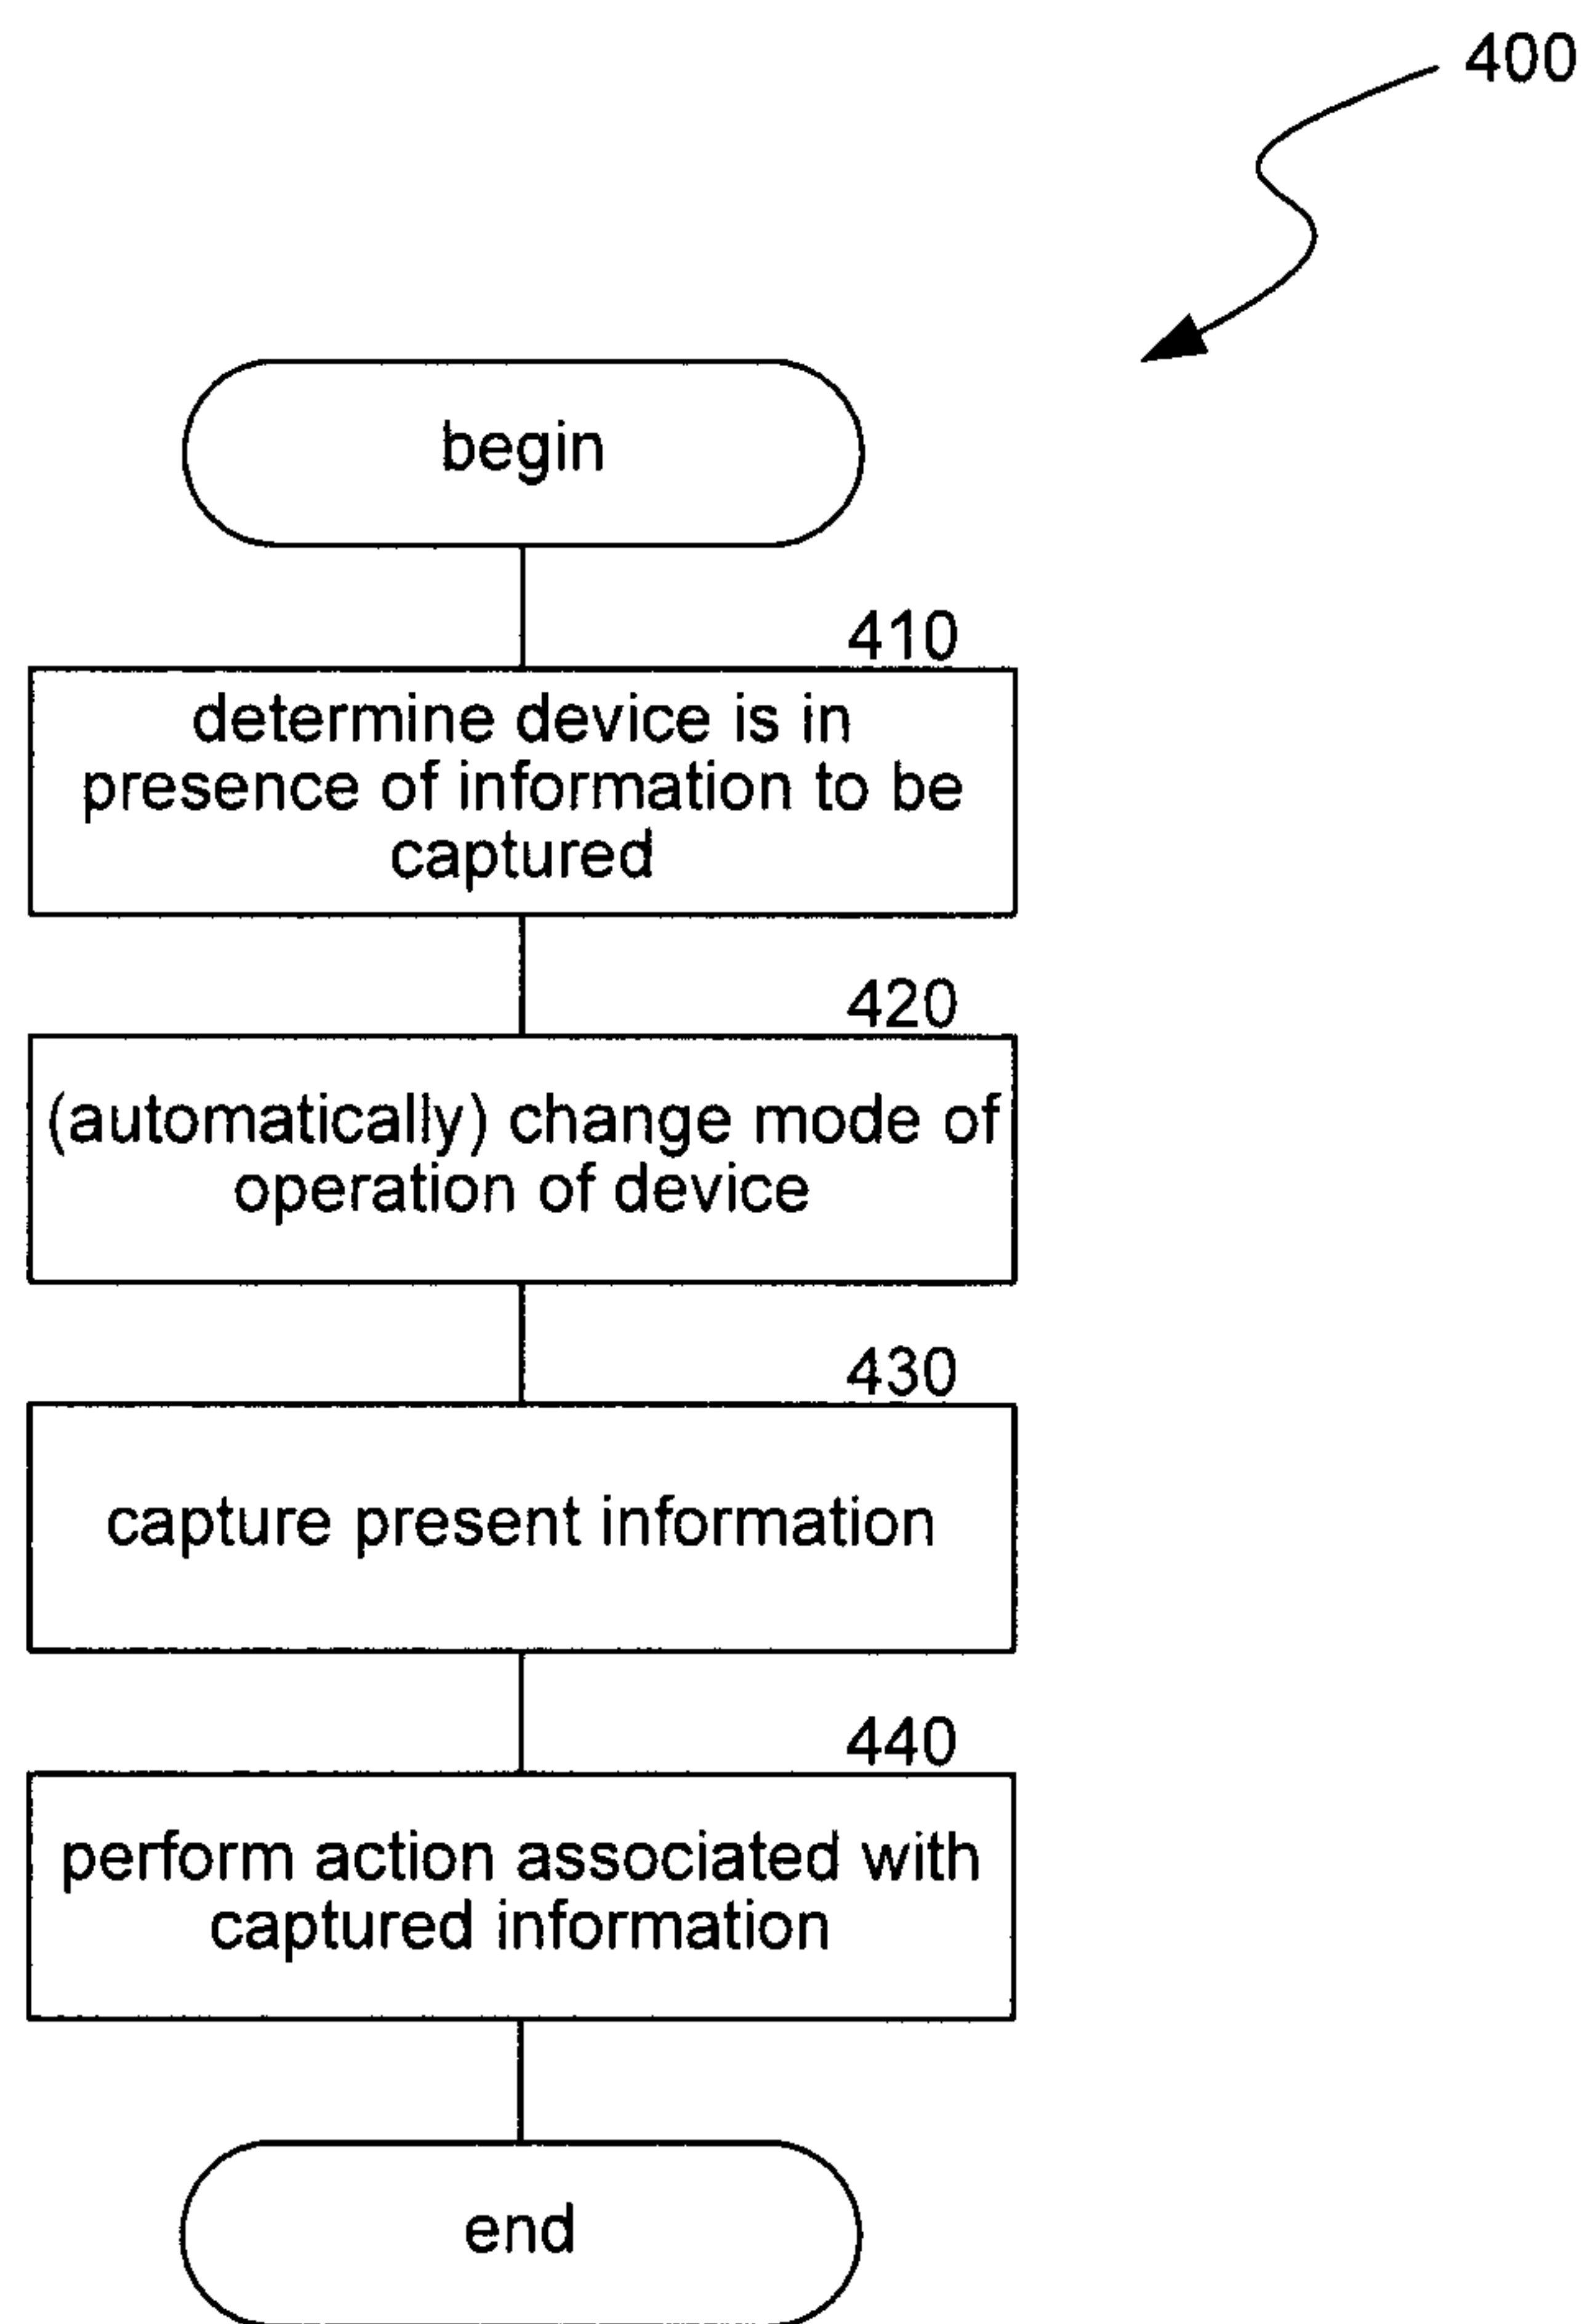 400
begin
410
determine device is in
presence of information to be
captured
420
(automatically) change mode of
operation of device
430
capture present information
440
perform action associated with
captured information
end